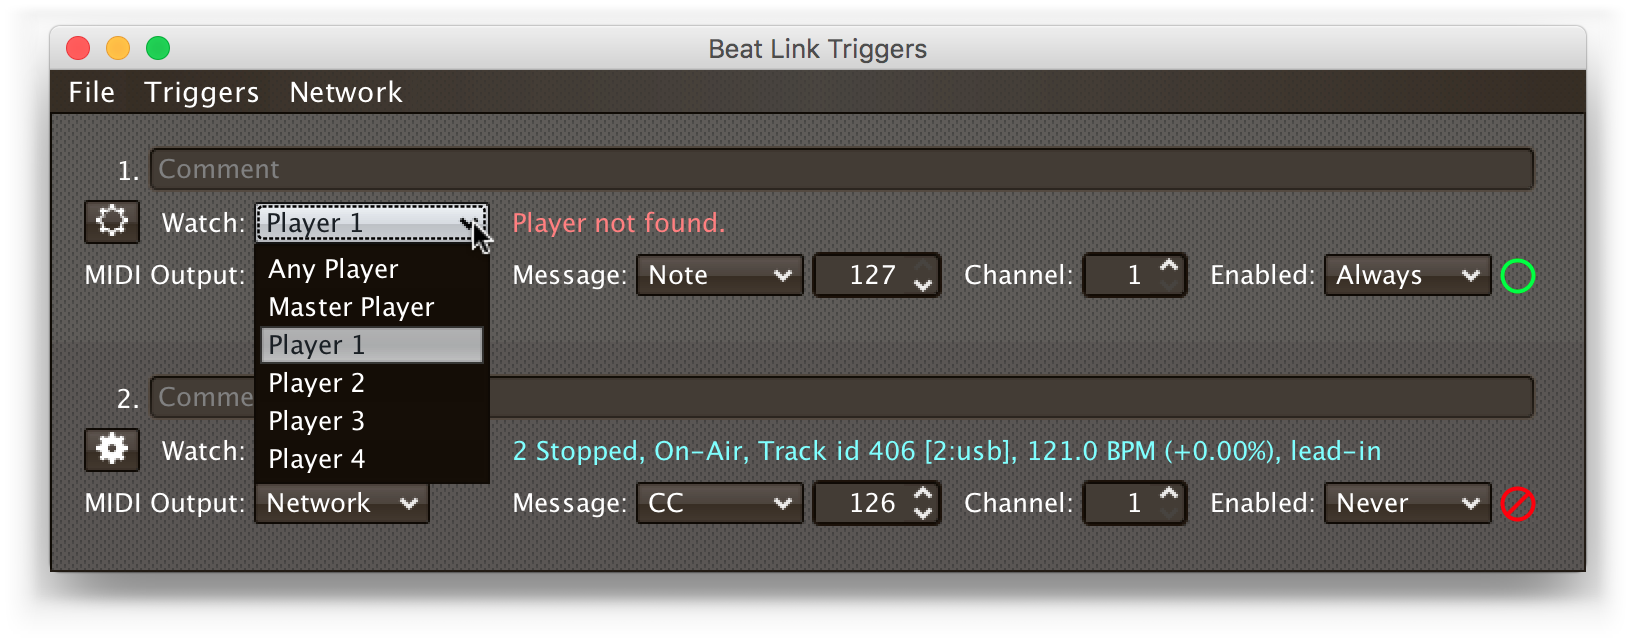 Beat Link Triggers
File Triggers Network
1. Comment
Watch: Player 1 Player not found.
Any Player
Master Player
Player 1
Player 2
Player 3
Player 4
MIDI Output: Message: Note 127 Channel: 1 Enabled: Always
2. Comme
Watch: 2 Stopped, On-Air, Track id 406 [2:usb], 121.0 BPM (+0.00%), lead-in
MIDI Output: Network Message: CC 126 Channel: 1 Enabled: Never